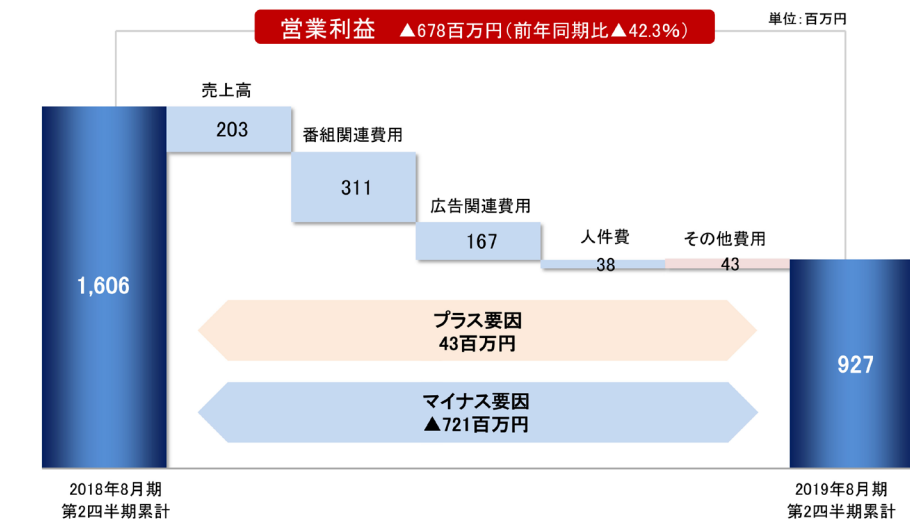 営業利益 ▲678百万円(前年同期比▲42.3%)
単位:百万円
売上高
203
番組関連費用
311
広告関連費用
167
人件費
38
その他費用
43
1,606
927
プラス要因
43百万円
マイナス要因
▲721百万円
2018年8月期
第2四半期累計
2019年8月期
第2四半期累計